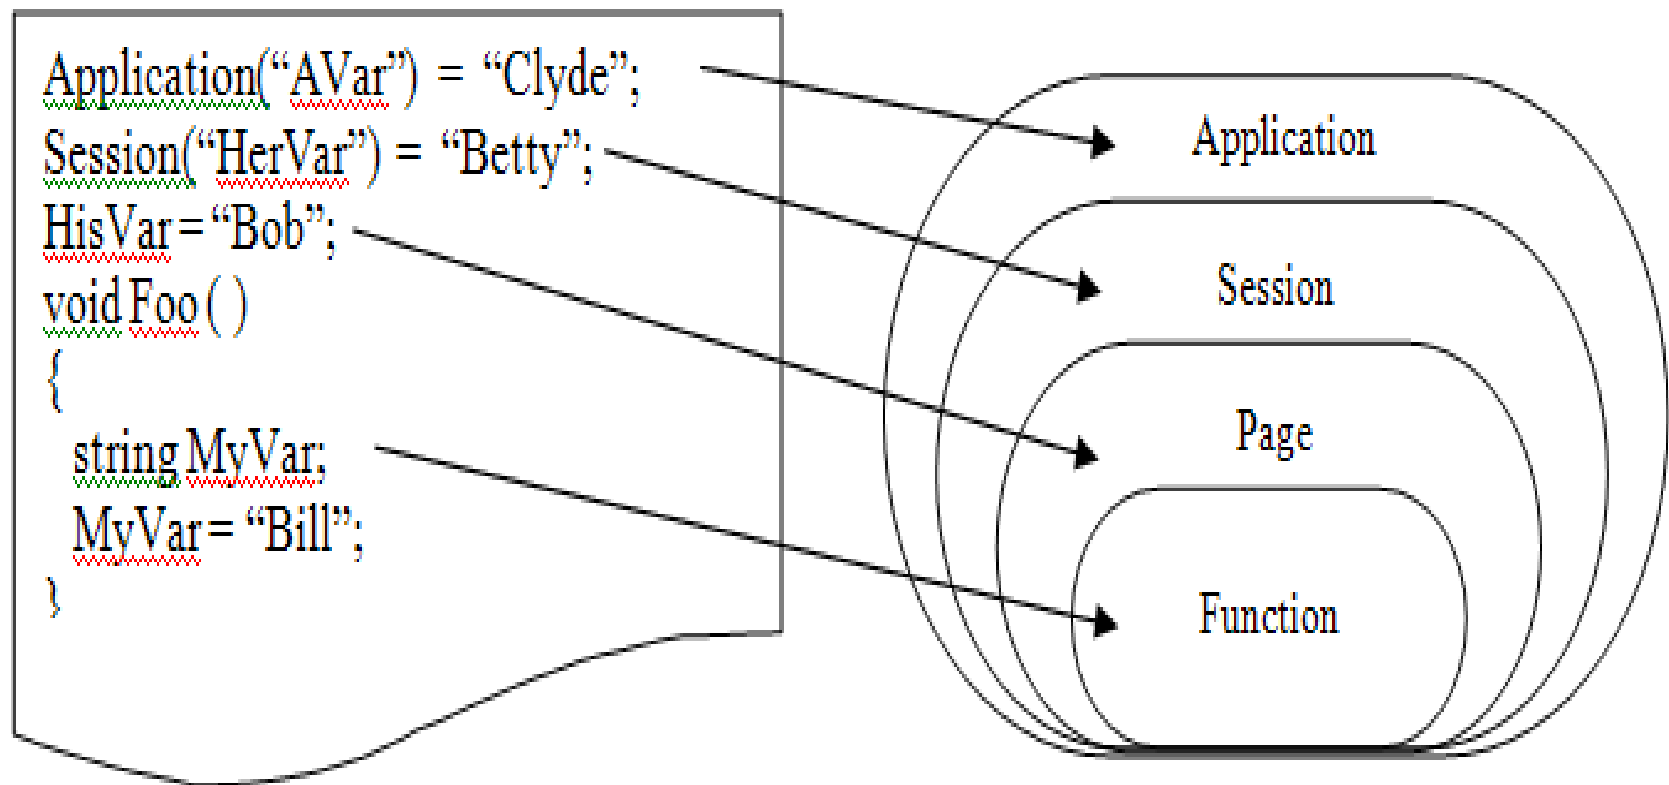 Application(“AVar”) = “Clyde”;
Session(“HerVar”) = “Betty”;
HisVar = “Bob”;
void Foo ( )
{
string MyVar;
MyVar = “Bill”;
}
Application
Session
Page
Function